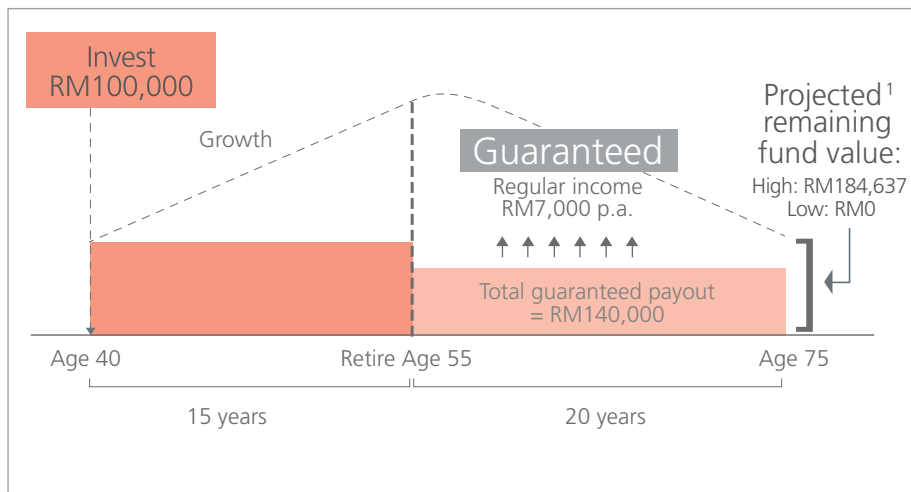 Invest
RM100,000
Growth
Guaranteed
Regular income
RM7,000 p.a.
Projected1
remaining
fund value:
High: RM184,637
Low: RM0
Total guaranteed payout
= RM140,000
Age 40
Retire Age 55
Age 75
15 years
20 years